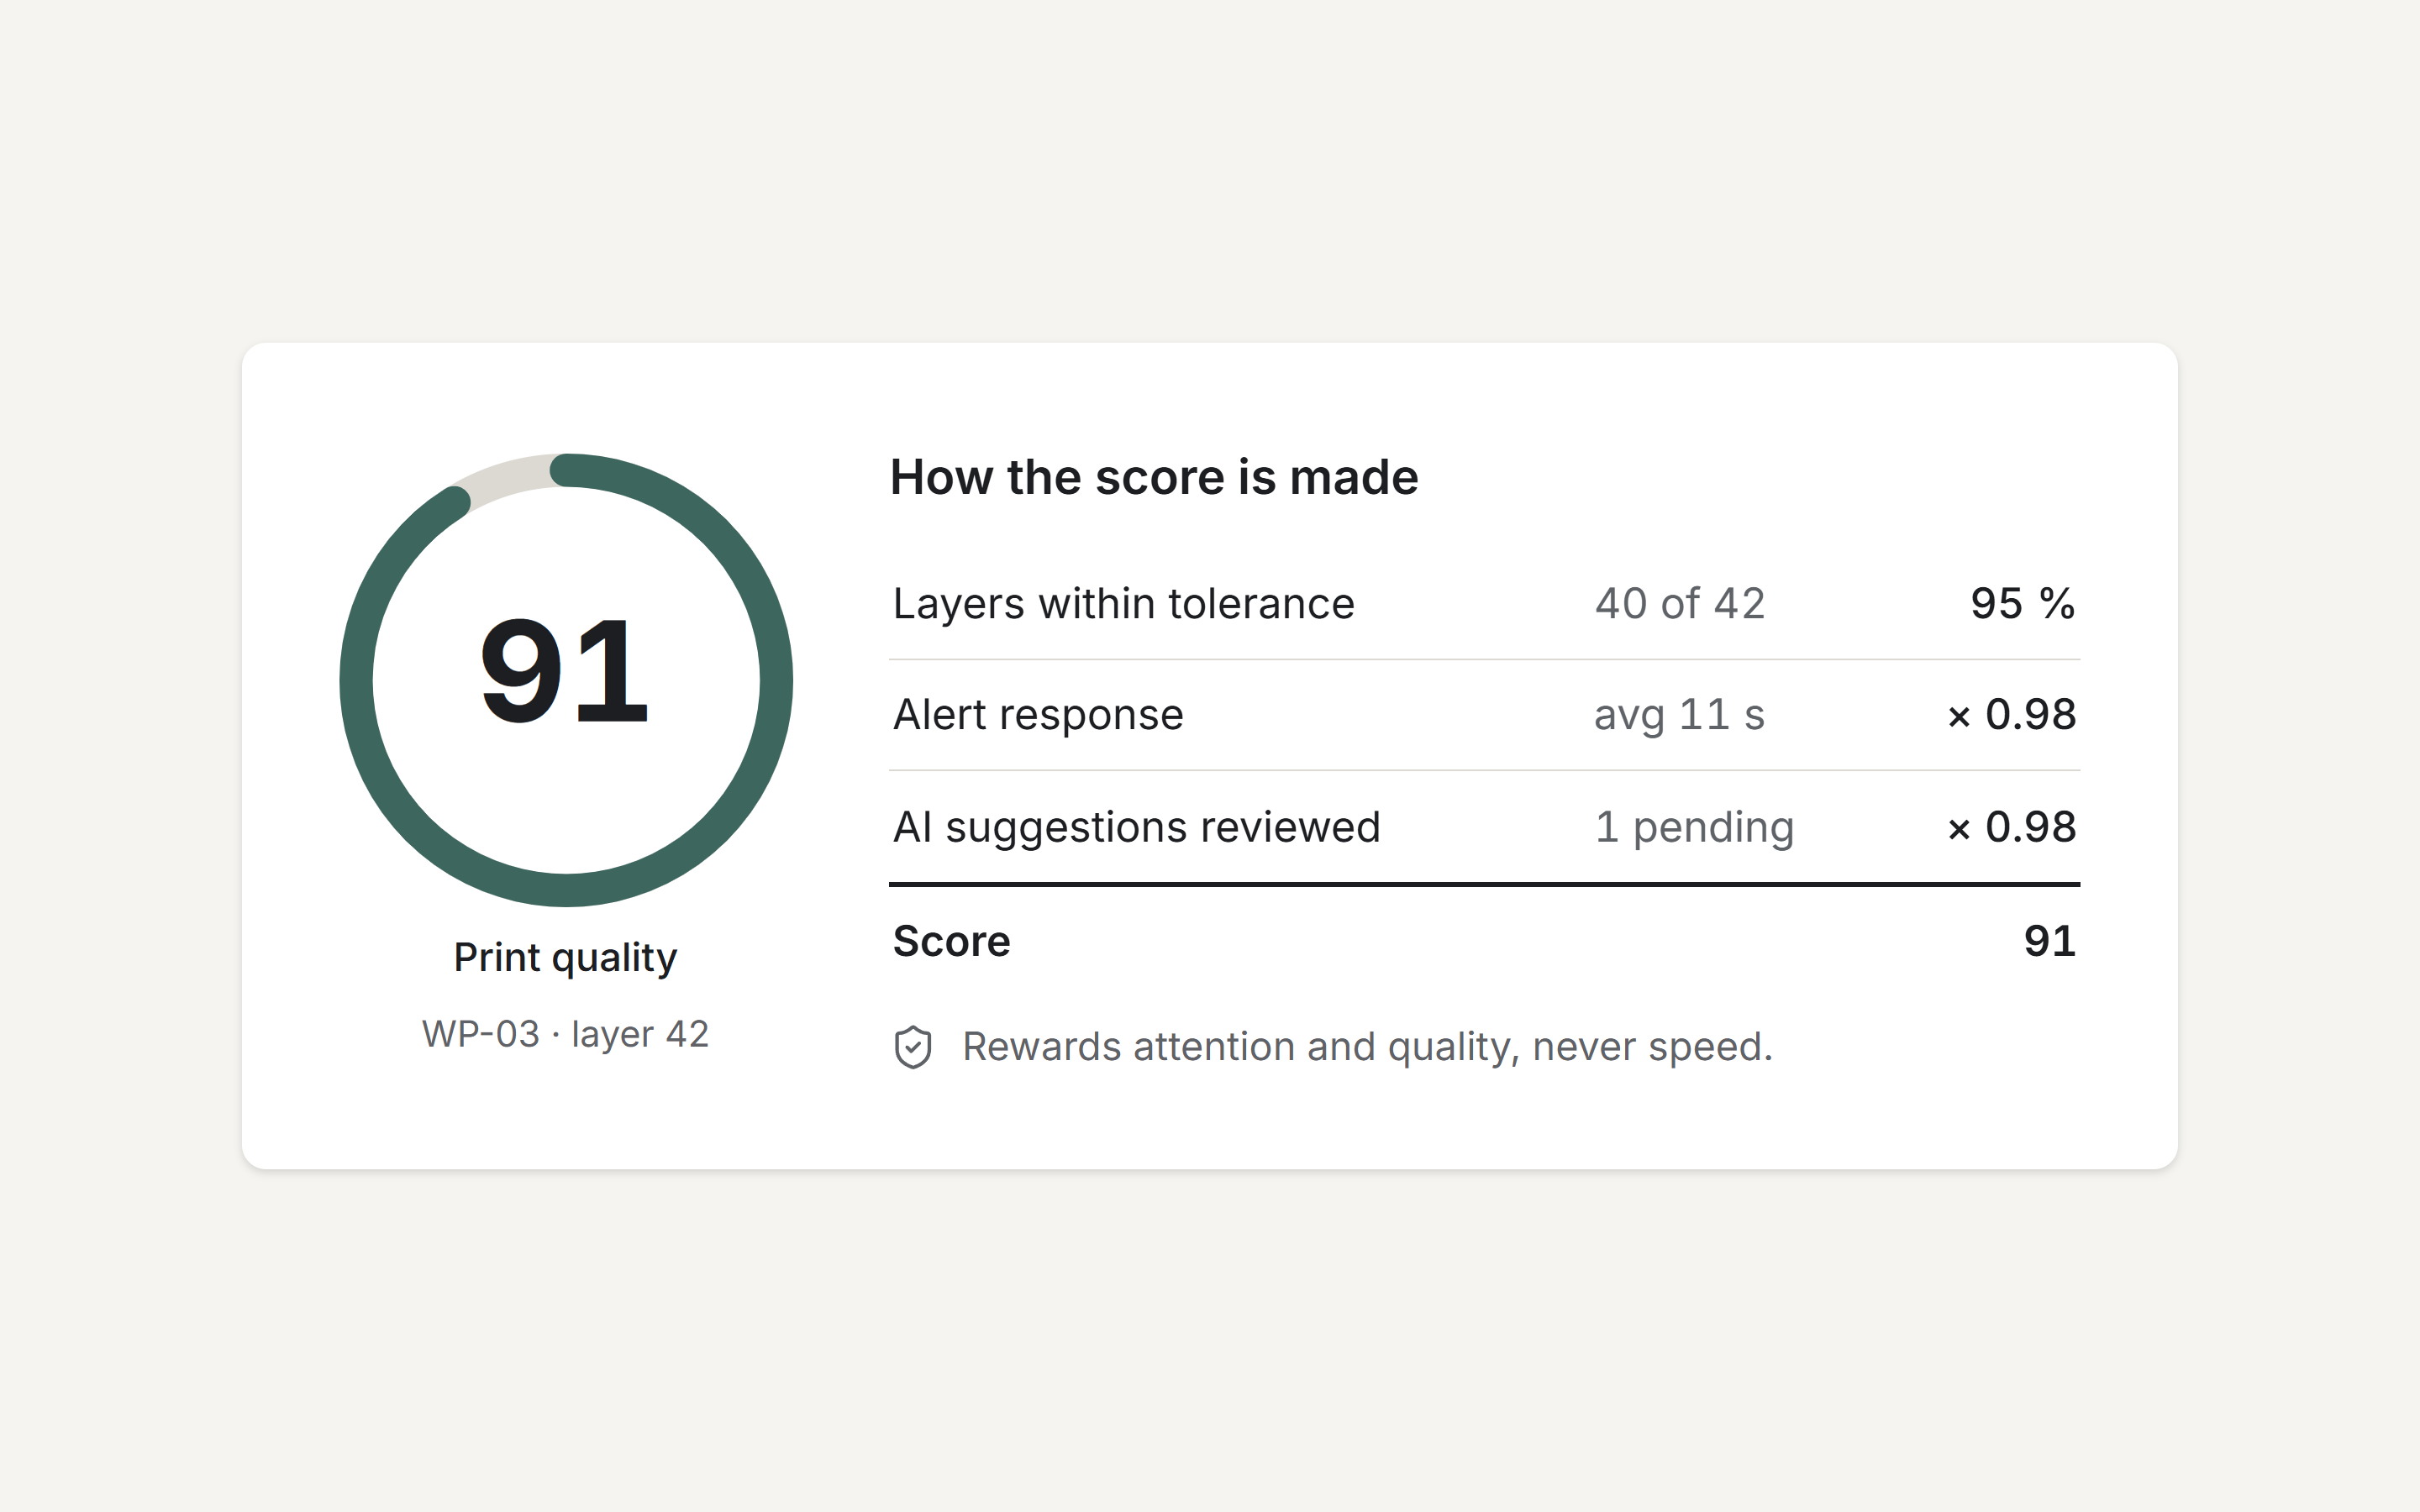 91
Print quality
WP-03 · layer 42
How the score is made
Layers within tolerance 40 of 42 95 %
Alert response avg 11 s × 0.98
AI suggestions reviewed 1 pending × 0.98
Score 91
Rewards attention and quality, never speed.